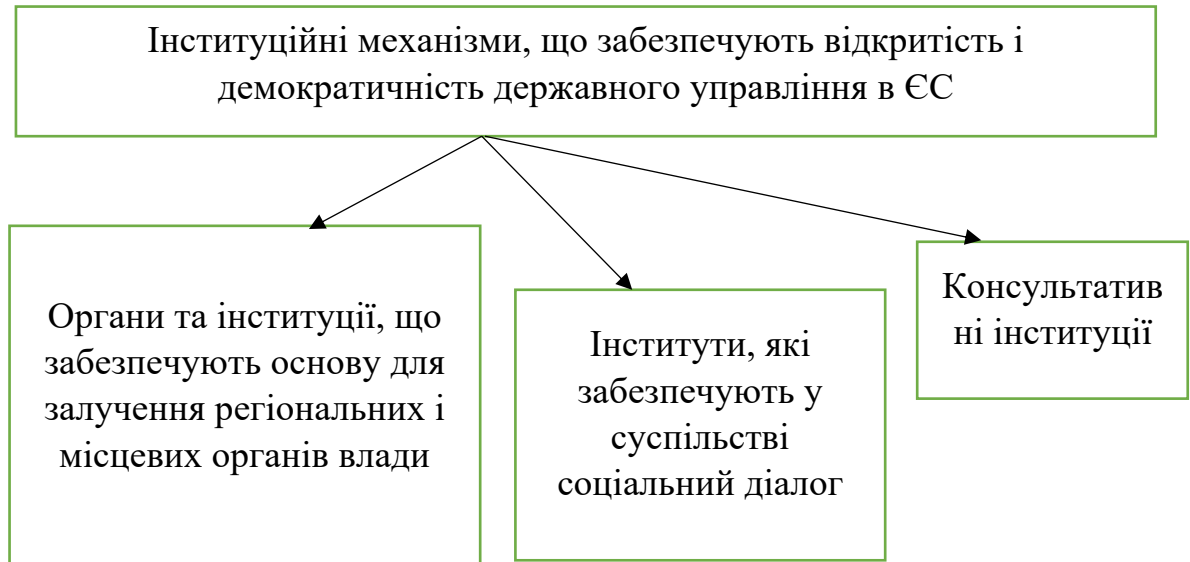 Інституційні механізми, що забезпечують відкритість і
демократичність державного управління в ЄС
Органи та інституції, що
забезпечують основу для
залучення регіональних і
місцевих органів влади
Інститути, які
забезпечують у
суспільстві
соціальний діалог
Консультатив
ні інституції